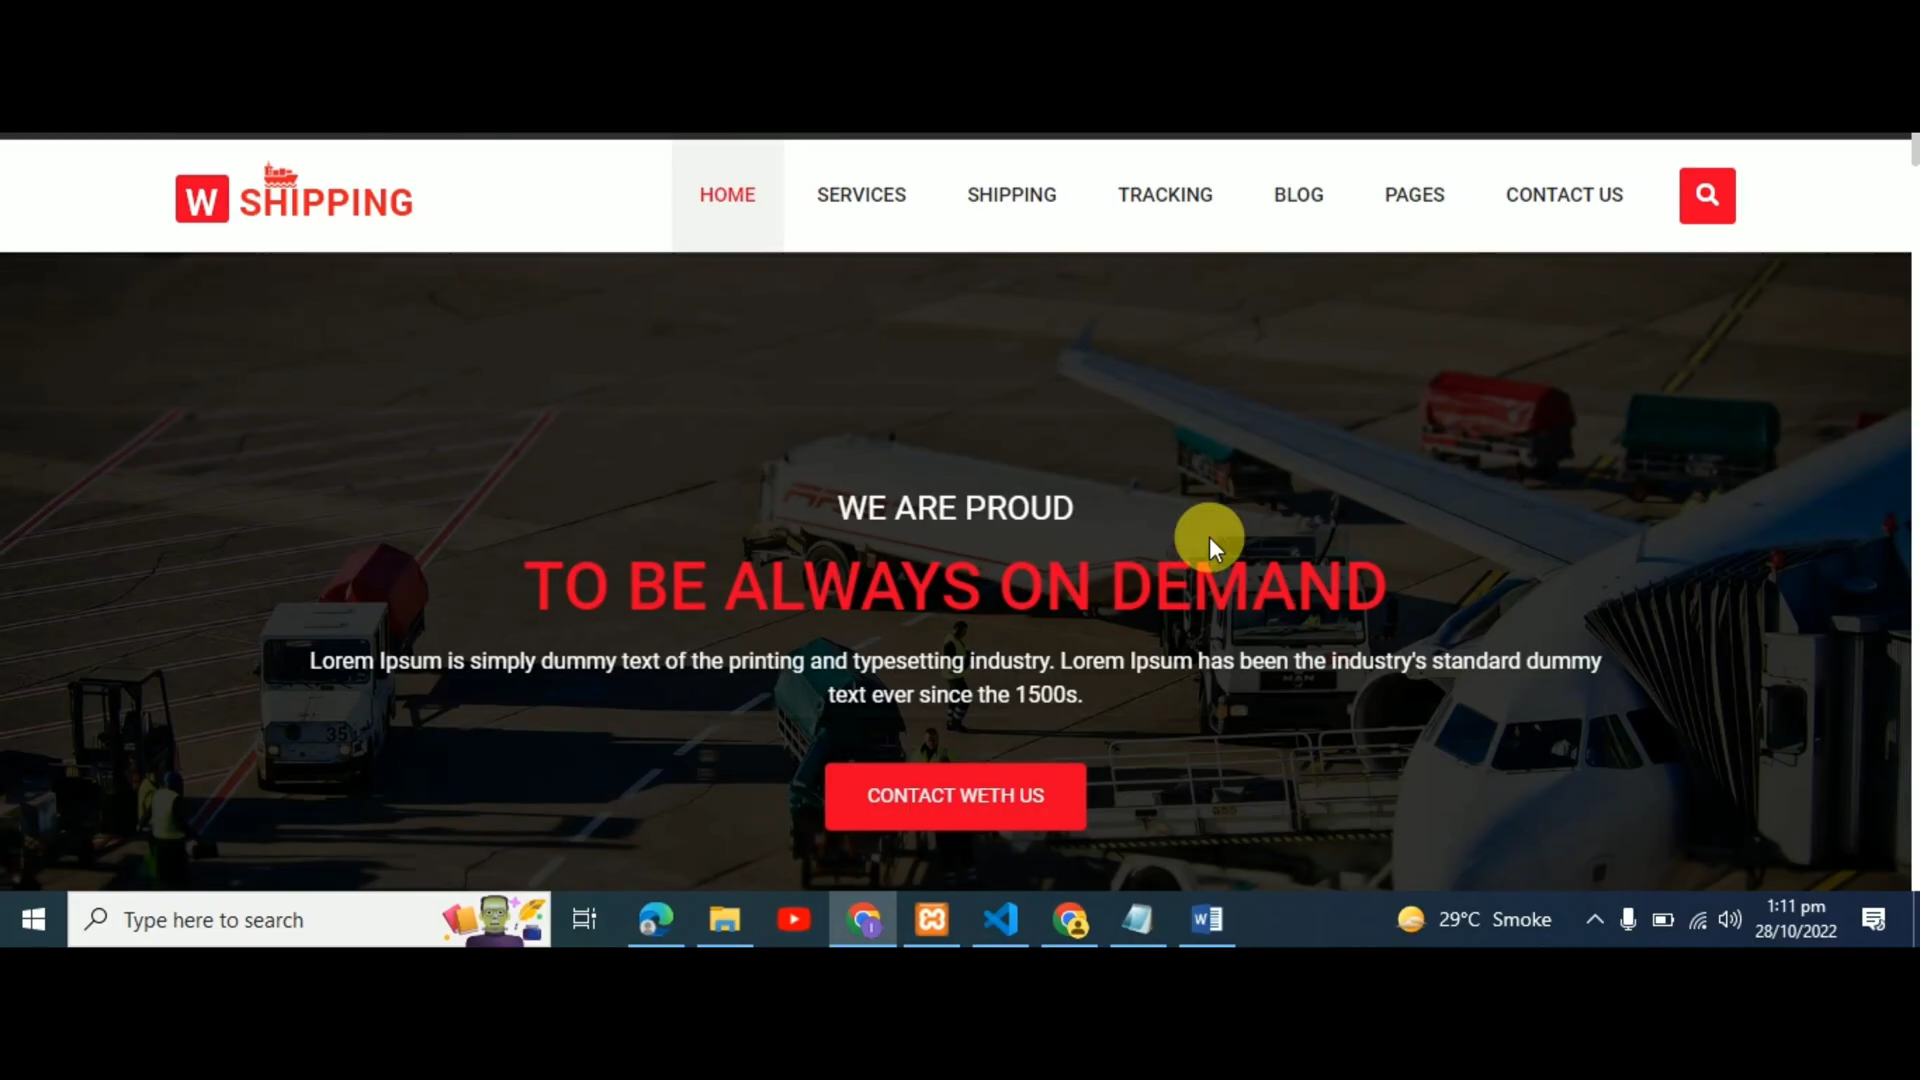 W SHIPPING
HOME SERVICES SHIPPING TRACKING BLOG PAGES CONTACT US
WE ARE PROUD
TO BE ALWAYS ON DEMAND
Lorem Ipsum is simply dummy text of the printing and typesetting industry. Lorem Ipsum has been the industry's standard dummy
text ever since the 1500s.
35
MAN
CONTACT WETH US
Type here to search
29°C Smoke
1:11 pm
28/10/2022